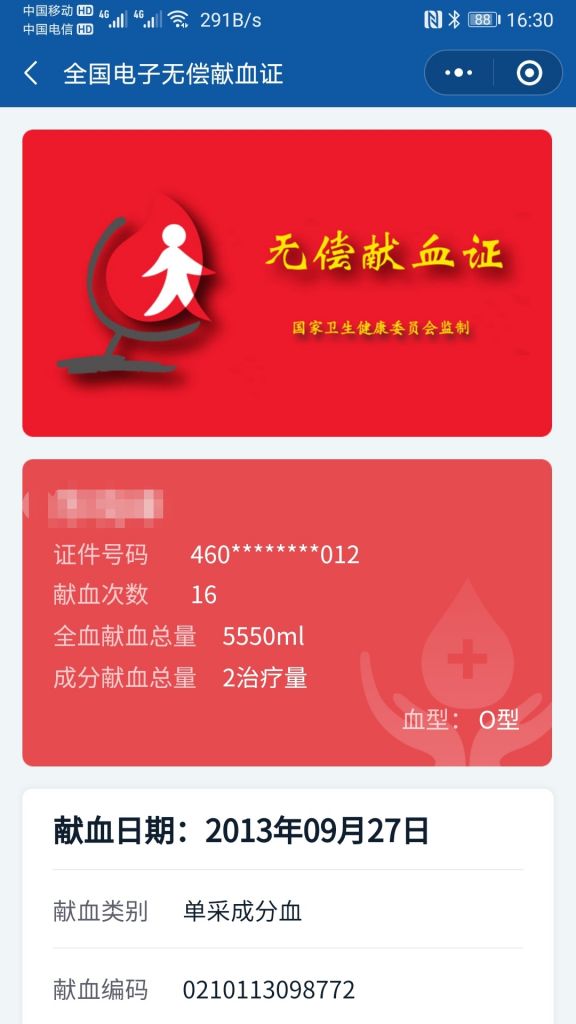 中国移动 HD 4G 4G 291B/s 88 16:30
中国电信 HD
全国电子无偿献血证
无偿献血证
国家卫生健康委员会监制
证件号码 460********012
献血次数 16
全血献血总量 5550ml
成分献血总量 2治疗量
血型： O型
献血日期：2013年09月27日
献血类别 单采成分血
献血编码 0210113098772